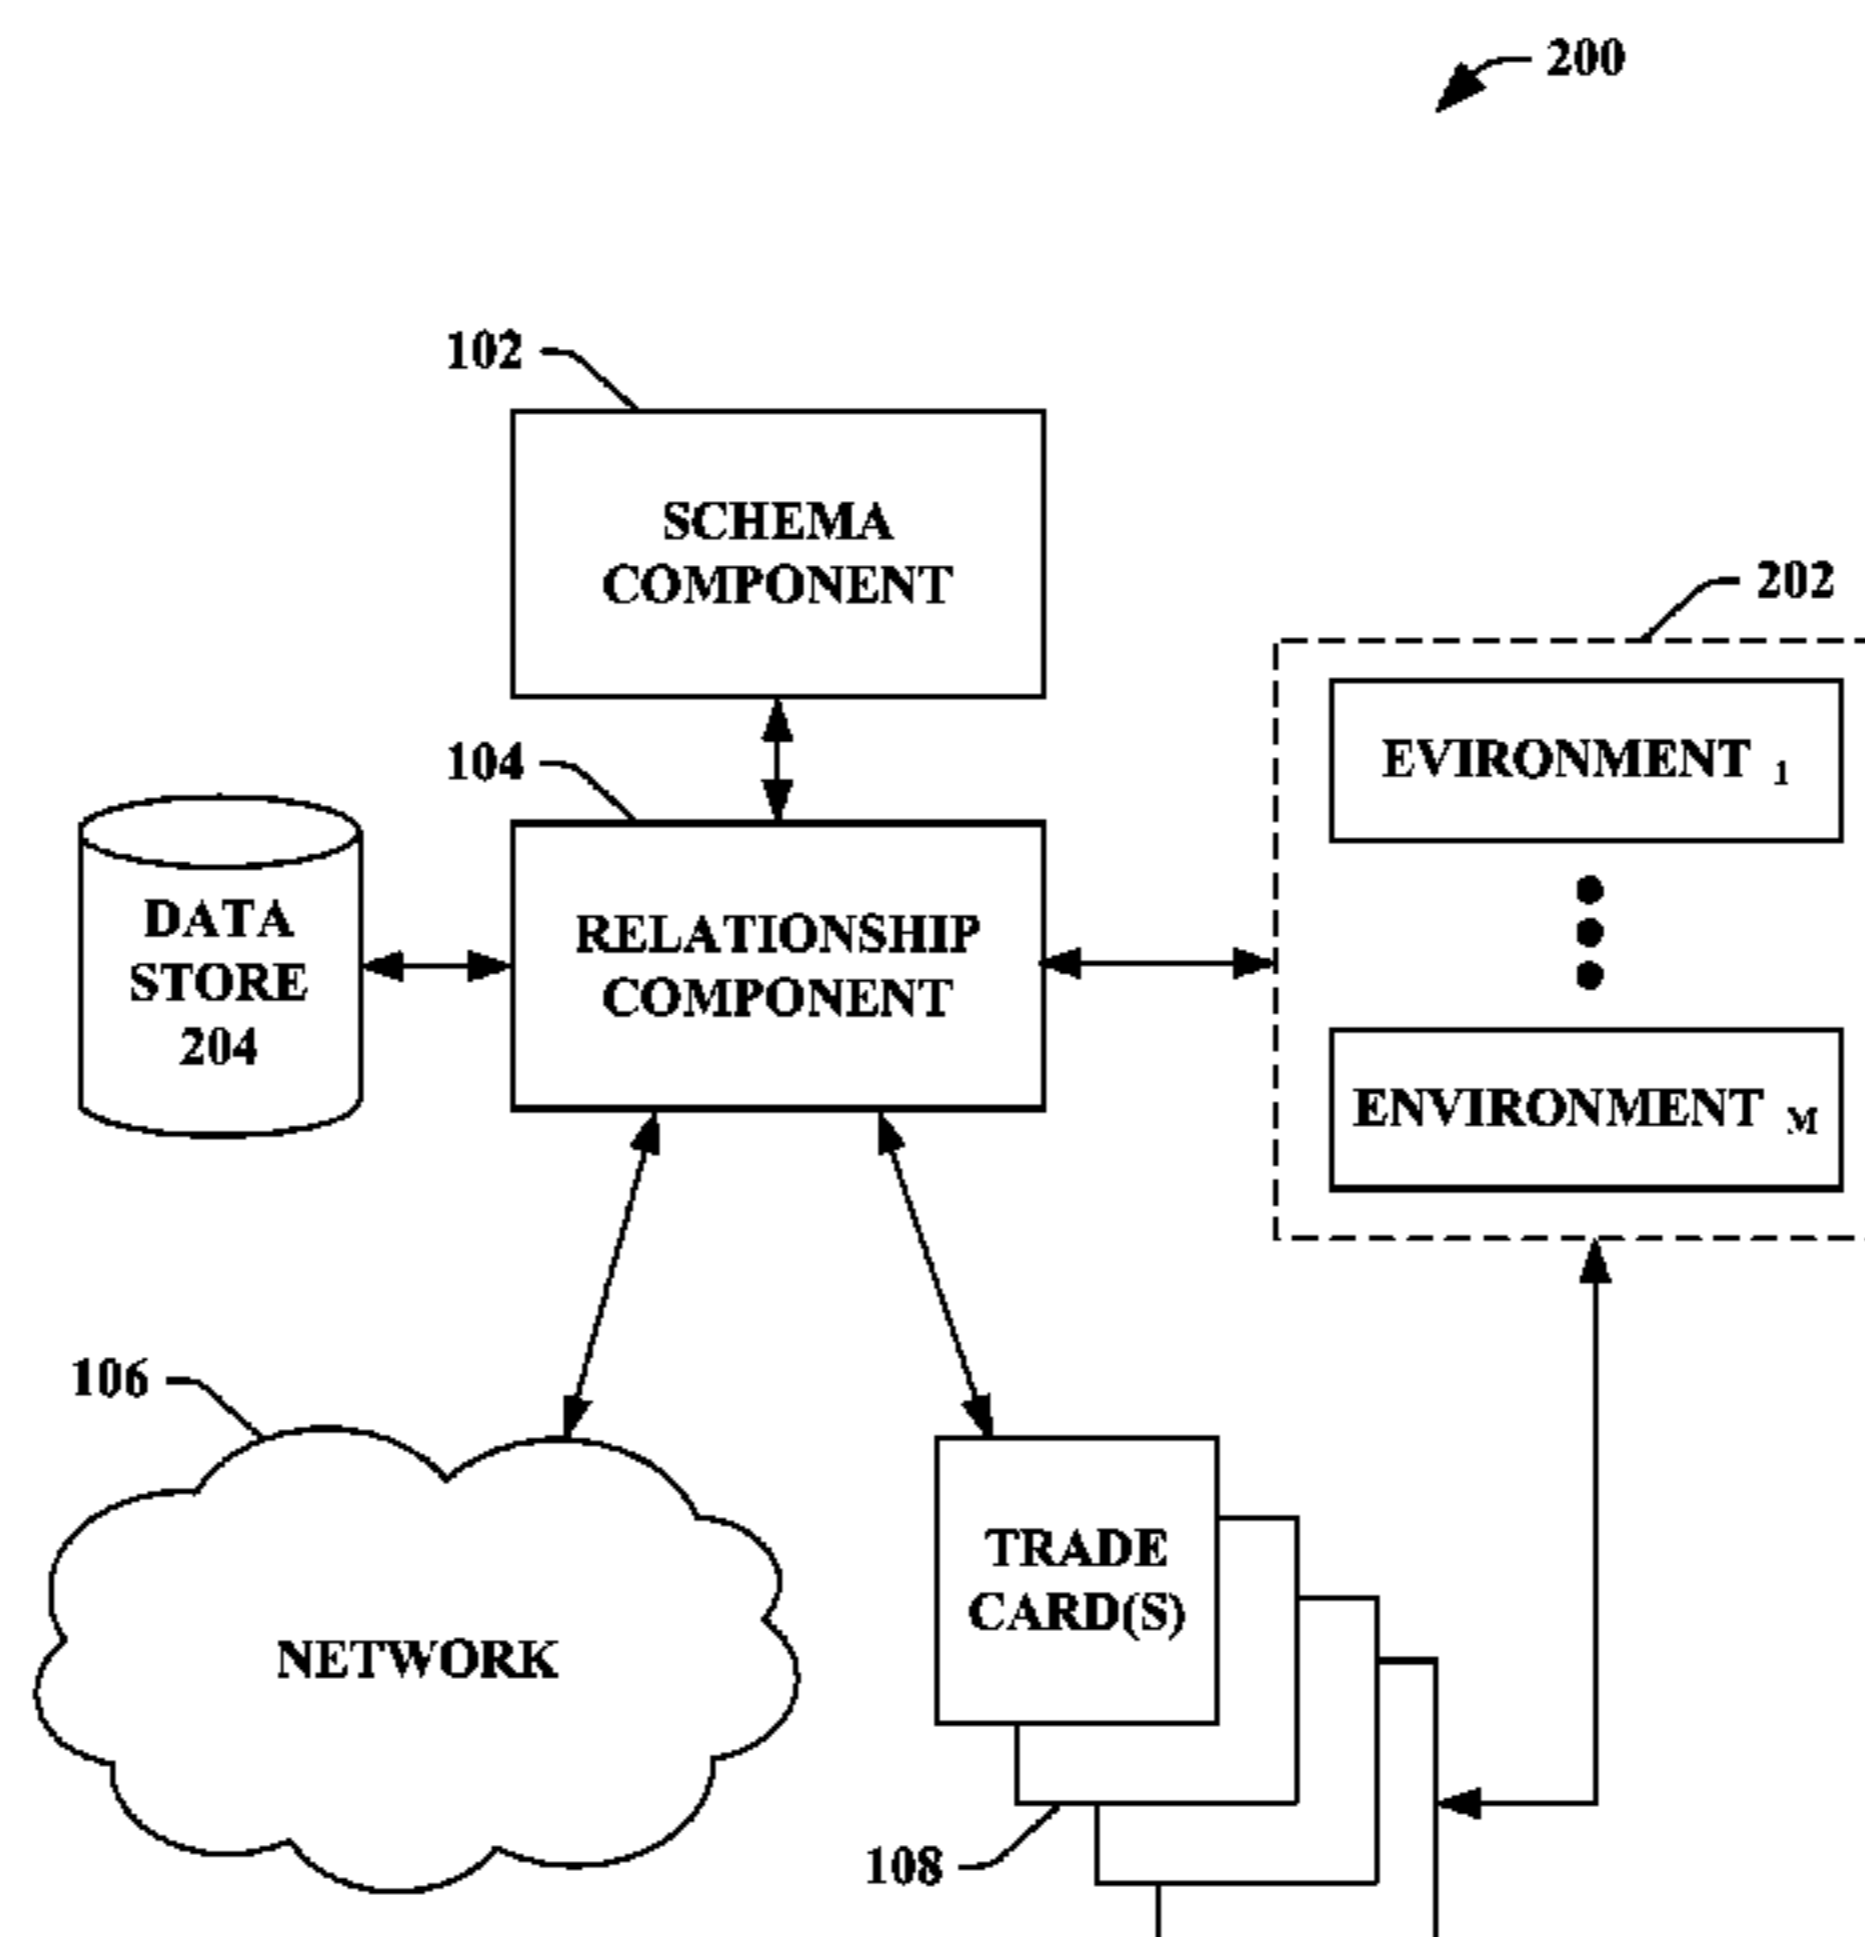 200
102
SCHEMA
COMPONENT
202
EVIRONMENT 1
104
DATA
STORE
204
RELATIONSHIP
COMPONENT
ENVIRONMENT M
106
TRADE
CARD(S)
NETWORK
108